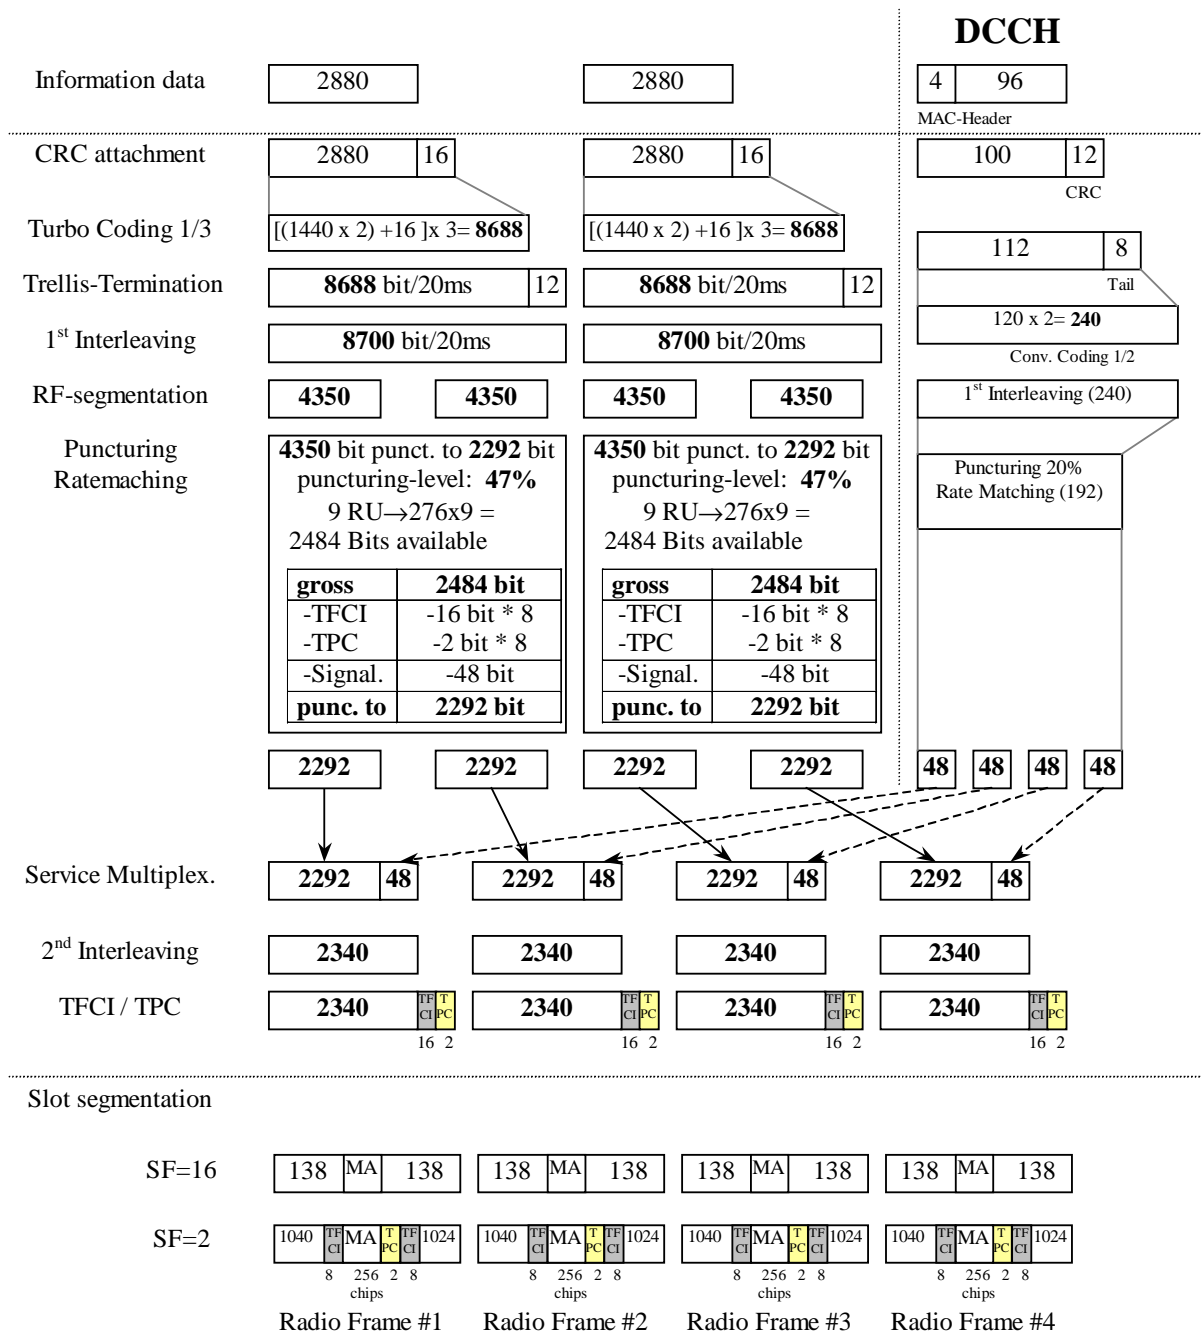 DCCH
Information data 2880 2880 4 96
MAC-Header
CRC attachment 2880 16 2880 16 100 12
CRC
Turbo Coding 1/3 [(1440 x 2) +16 ]x 3= 8688 [(1440 x 2) +16 ]x 3= 8688
112 8
Tail
Trellis-Termination 8688 bit/20ms 12 8688 bit/20ms 12
120 x 2= 240
Conv. Coding 1/2
1st Interleaving 8700 bit/20ms 8700 bit/20ms
RF-segmentation 4350 4350 4350 4350 1st Interleaving (240)
Puncturing 4350 bit punct. to 2292 bit 4350 bit punct. to 2292 bit
Ratemaching puncturing-level: 47% puncturing-level: 47%
Puncturing 20%
Rate Matching (192)
9 RU→276x9 = 9 RU→276x9 =
2484 Bits available 2484 Bits available
gross 2484 bit gross 2484 bit
-TFCI -16 bit * 8 -TFCI -16 bit * 8
-TPC -2 bit * 8 -TPC -2 bit * 8
-Signal. -48 bit -Signal. -48 bit
punc. to 2292 bit punc. to 2292 bit
2292 2292 2292 2292 48 48 48 48
Service Multiplex. 2292 48 2292 48 2292 48 2292 48
2nd Interleaving 2340 2340 2340 2340
TFCI / TPC 2340 TF CI T PC 2340 TF CI T PC 2340 TF CI T PC 2340 TF CI T PC
16 2 16 2 16 2 16 2
Slot segmentation
SF=16 138 MA 138 138 MA 138 138 MA 138 138 MA 138
SF=2 1040 TF CI MA T PC TF CI 1024 1040 TF CI MA T PC TF CI 1024 1040 TF CI MA T PC TF CI 1024 1040 TF CI MA T PC TF CI 1024
8 256 2 8 8 256 2 8 8 256 2 8 8 256 2 8
chips chips chips chips
Radio Frame #1 Radio Frame #2 Radio Frame #3 Radio Frame #4